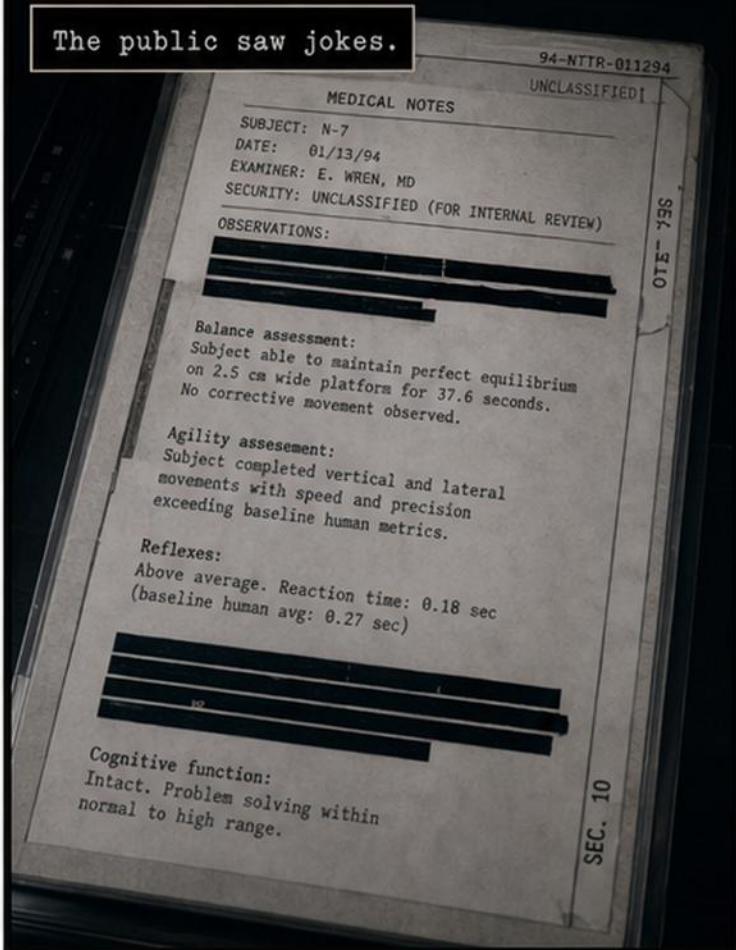 The public saw jokes.
94-NTTR-011294
UNCLASSIFIED
MEDICAL NOTES
SUBJECT: N-7
DATE: 01/13/94
EXAMINER: E. WREN, MD
SECURITY: UNCLASSIFIED (FOR INTERNAL REVIEW)
OBSERVATIONS:
Balance assessment:
Subject able to maintain perfect equilibrium
on 2.5 cm wide platform for 37.6 seconds.
No corrective movement observed.
Agility assesement:
Subject completed vertical and lateral
movements with speed and precision
exceeding baseline human metrics.
Reflexes:
Above average. Reaction time: 0.18 sec
(baseline human avg: 0.27 sec)
Cognitive function:
Intact. Problem solving within
normal to high range.
SEC. 10